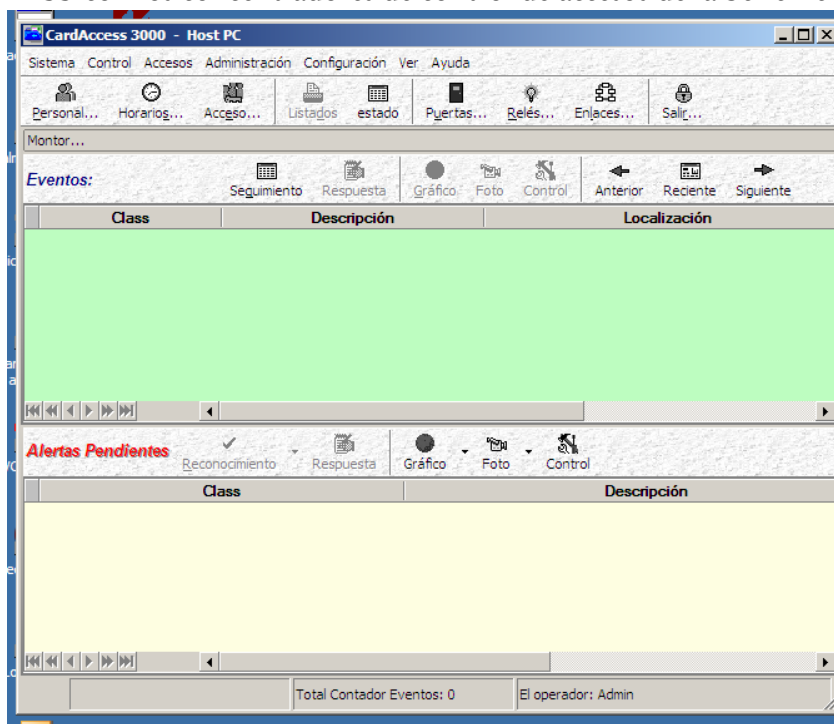 CardAccess 3000 - Host PC
Sistema Control Accesos Administración Configuración Ver Ayuda
Personal... Horarios... Acceso... Listados estado Puertas... Relés... Enlaces... Salir...
Montor...
Eventos: Seguimiento Respuesta Gráfico Foto Control Anterior Reciente Siguiente
Class Descripción Localización
Alertas Pendientes Reconocimiento Respuesta Gráfico Foto Control
Class Descripción
Total Contador Eventos: 0 El operador: Admin